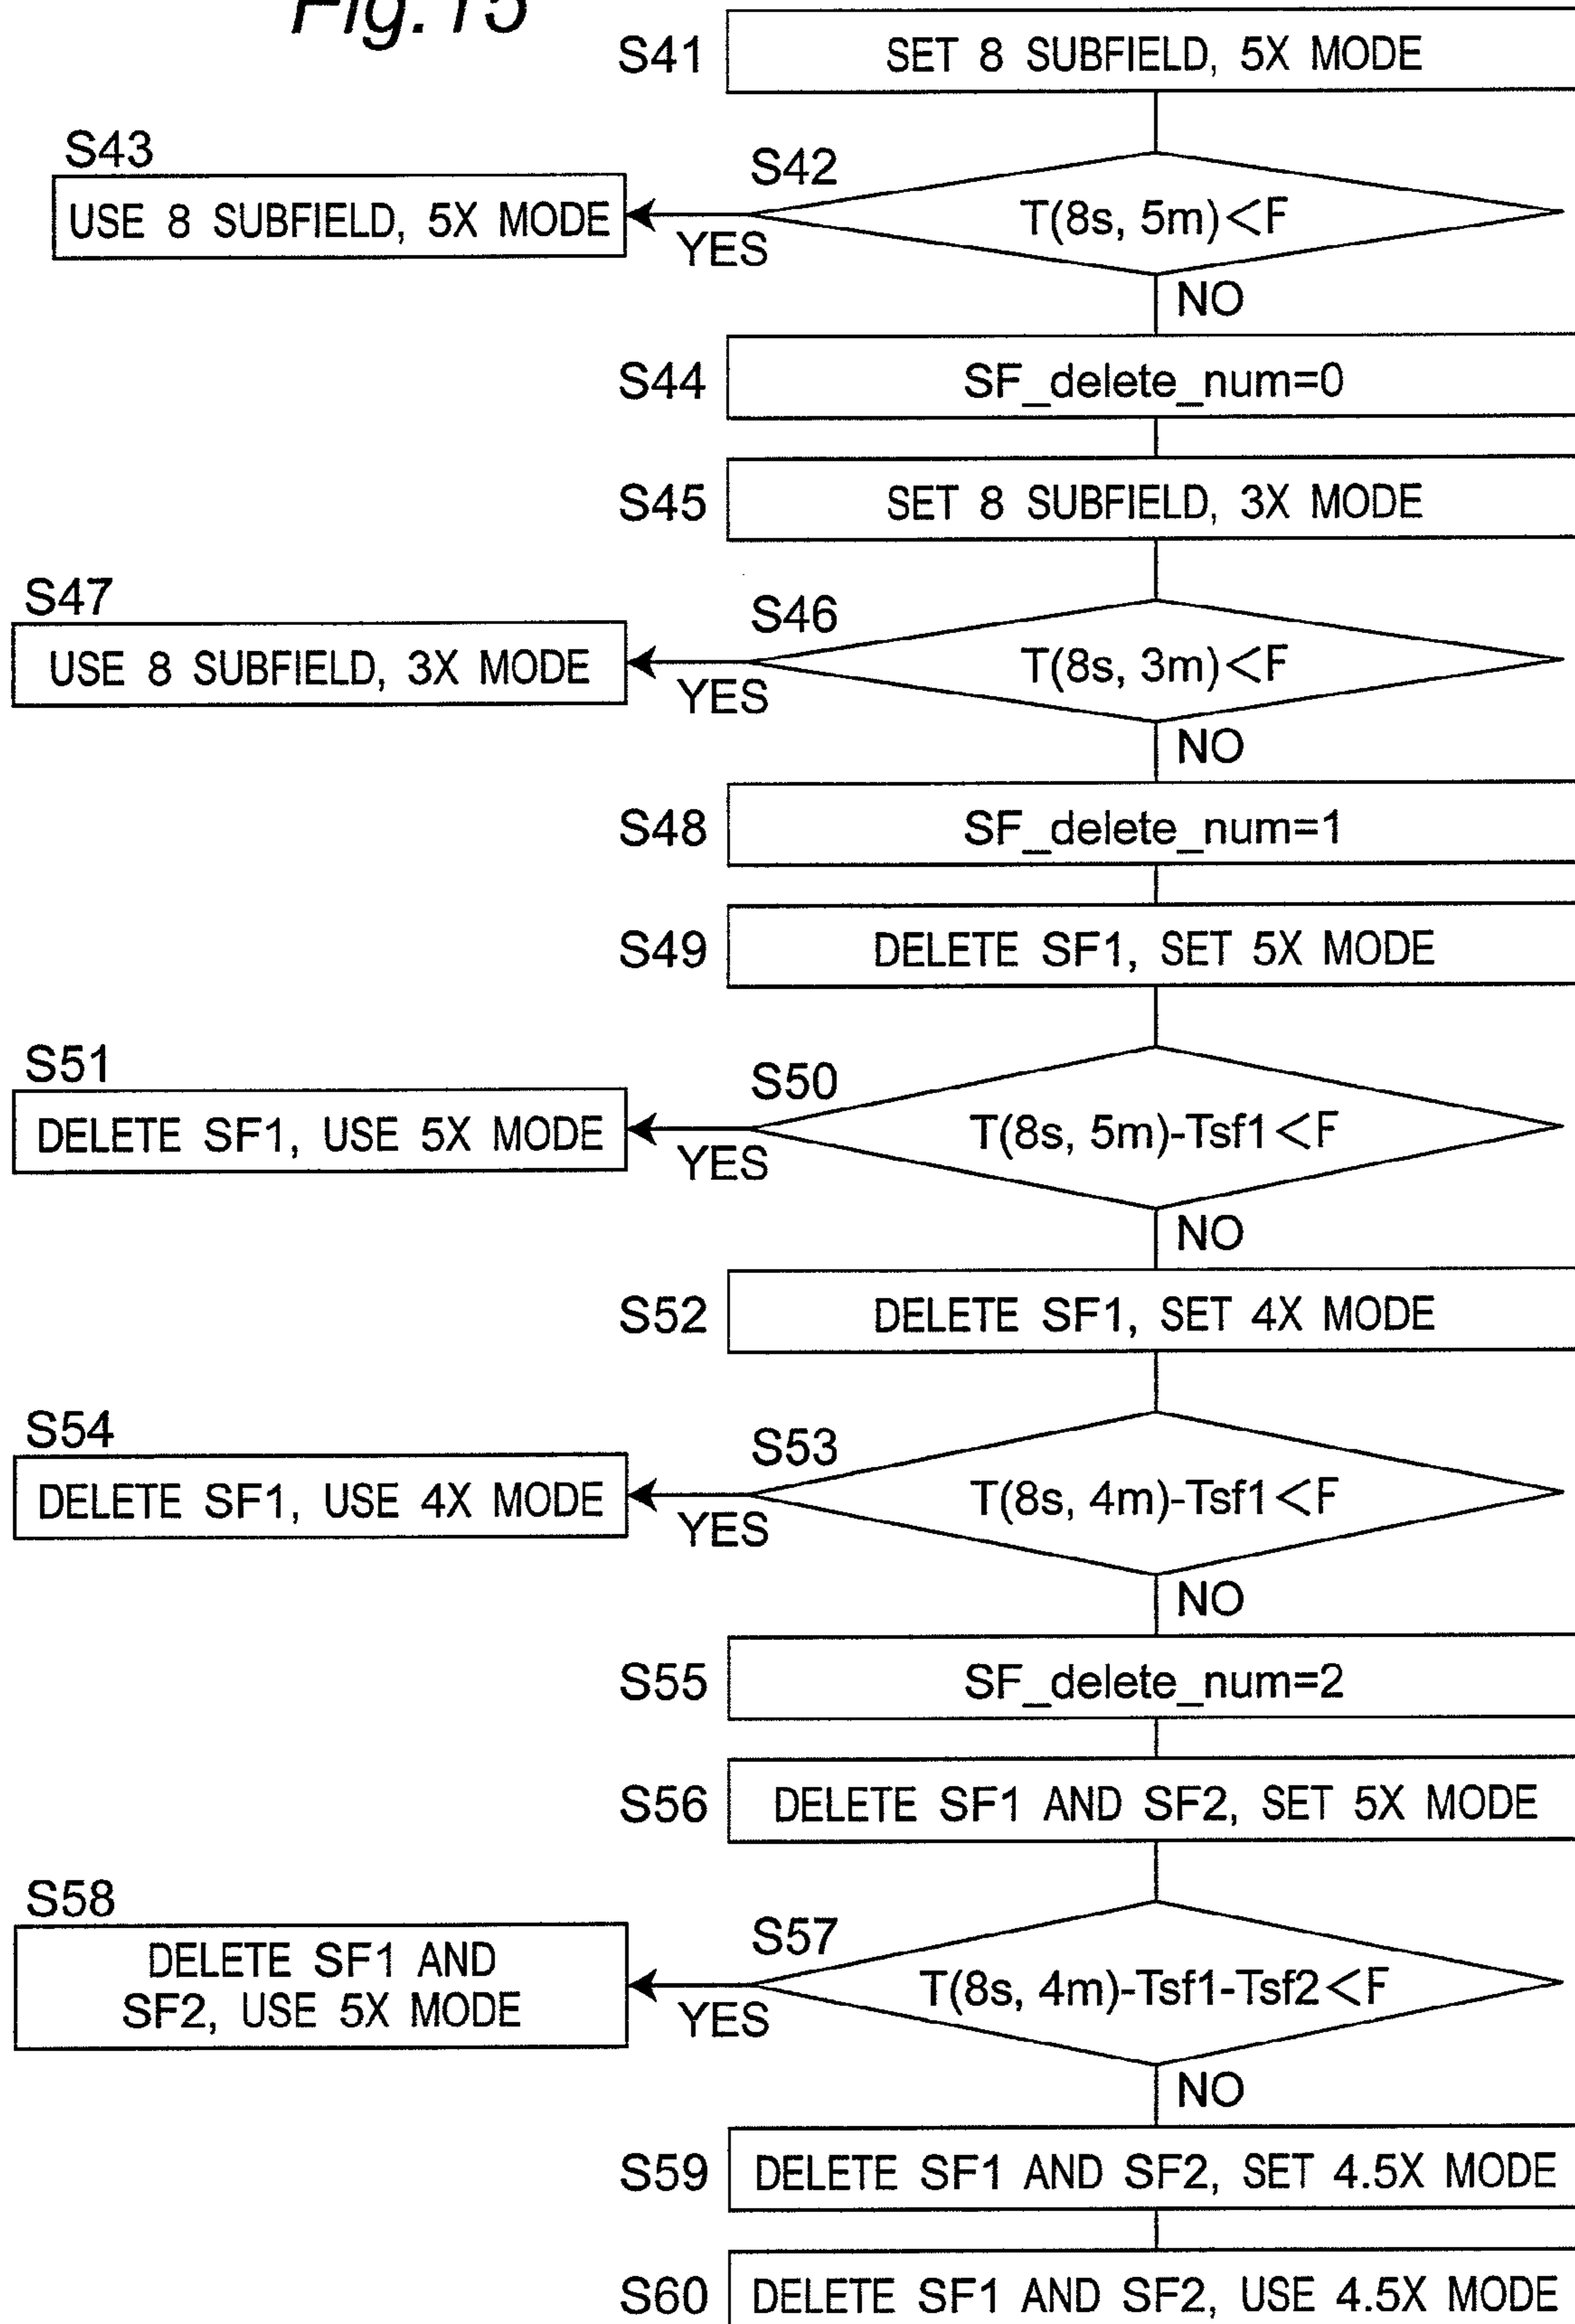 Fig.15
S41
SET 8 SUBFIELD, 5X MODE
S43
USE 8 SUBFIELD, 5X MODE
YES
S42
T(8s, 5m)<F
NO
S44
SF_delete_num=0
S45
SET 8 SUBFIELD, 3X MODE
S47
USE 8 SUBFIELD, 3X MODE
YES
S46
T(8s, 3m)<F
NO
S48
SF_delete_num=1
S49
DELETE SF1, SET 5X MODE
S51
DELETE SF1, USE 5X MODE
YES
S50
T(8s, 5m)-Tsf1<F
NO
S52
DELETE SF1, SET 4X MODE
S54
DELETE SF1, USE 4X MODE
YES
S53
T(8s, 4m)-Tsf1<F
NO
S55
SF_delete_num=2
S56
DELETE SF1 AND SF2, SET 5X MODE
S58
DELETE SF1 AND
SF2, USE 5X MODE
YES
S57
T(8s, 4m)-Tsf1-Tsf2<F
NO
S59
DELETE SF1 AND SF2, SET 4.5X MODE
S60
DELETE SF1 AND SF2, USE 4.5X MODE